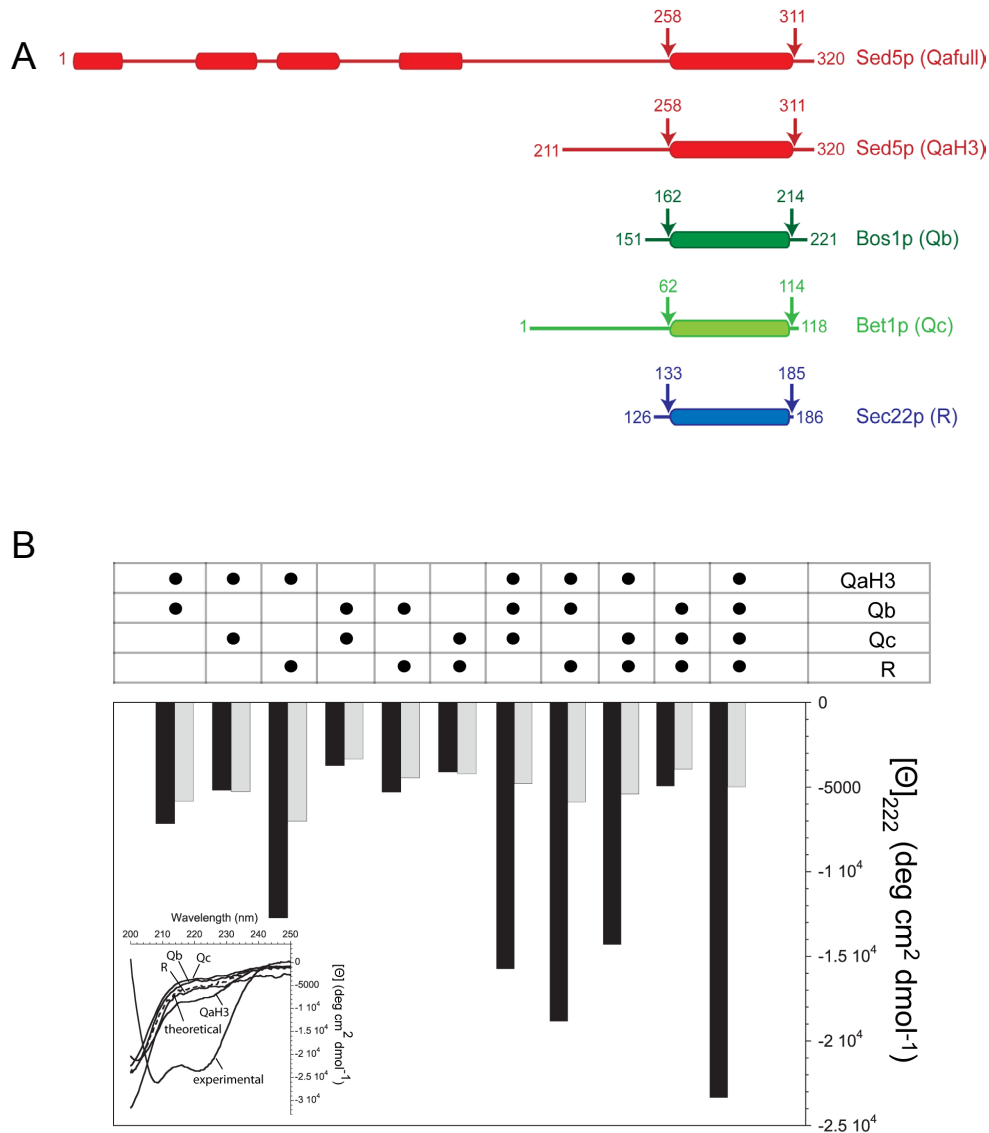 A
258 311
1 320 Sed5p (Qafull)
258 311
211 320 Sed5p (QaH3)
162 214
151 221 Bos1p (Qb)
62 114
1 118 Bet1p (Qc)
133 185
126 186 Sec22p (R)
B
QaH3
Qb
Qc
R
0
-5000
-1 10⁴
-1.5 10⁴
-2 10⁴
-2.5 10⁴
[Θ]₂₂₂ (deg cm² dmol⁻¹)
Wavelength (nm)
200 210 220 230 240 250
Qb
Qc
R
QaH3
theoretical
experimental
0
-5000
-1 10⁴
-1.5 10⁴
-2 10⁴
-2.5 10⁴
-3 10⁴
[Θ] (deg cm² dmol⁻¹)